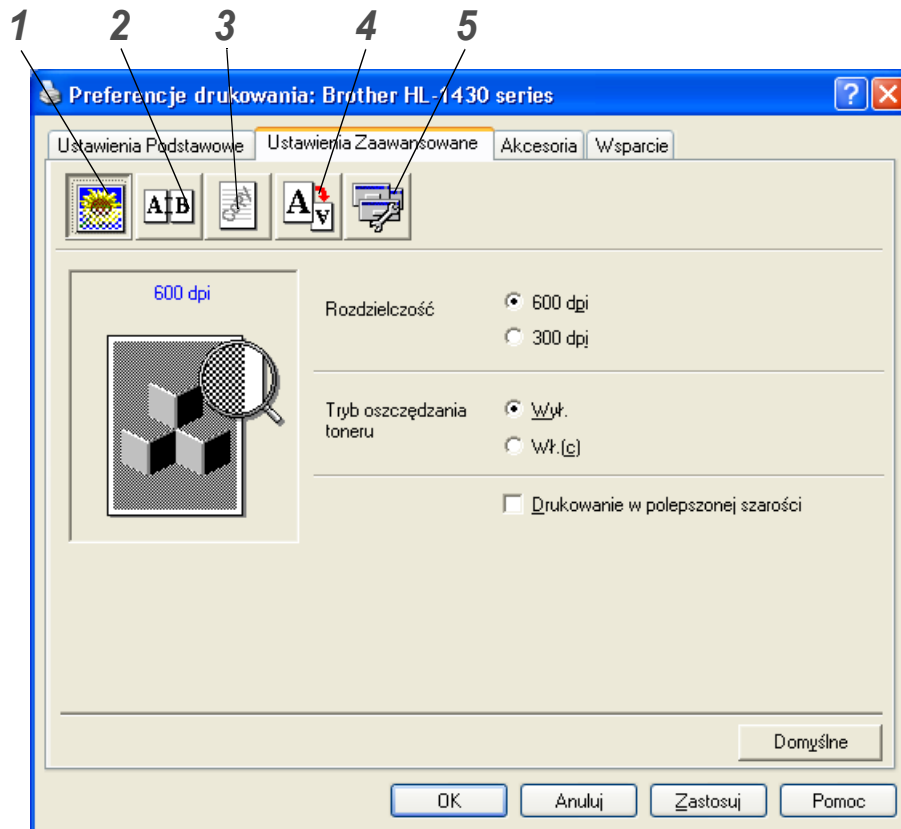 1 2 3 4 5
Preferencje drukowania: Brother HL-1430 series
Ustawienia Podstawowe Ustawienia Zaawansowane Akcesoria Wsparcie
A B COPY A A
600 dpi
Rozdzielczość
600 dpi
300 dpi
Tryb oszczędzania
toneru
Wył.
Wł.(c)
Drukowanie w polepszonej szarości
Domyślne
OK Anuluj Zastosuj Pomoc